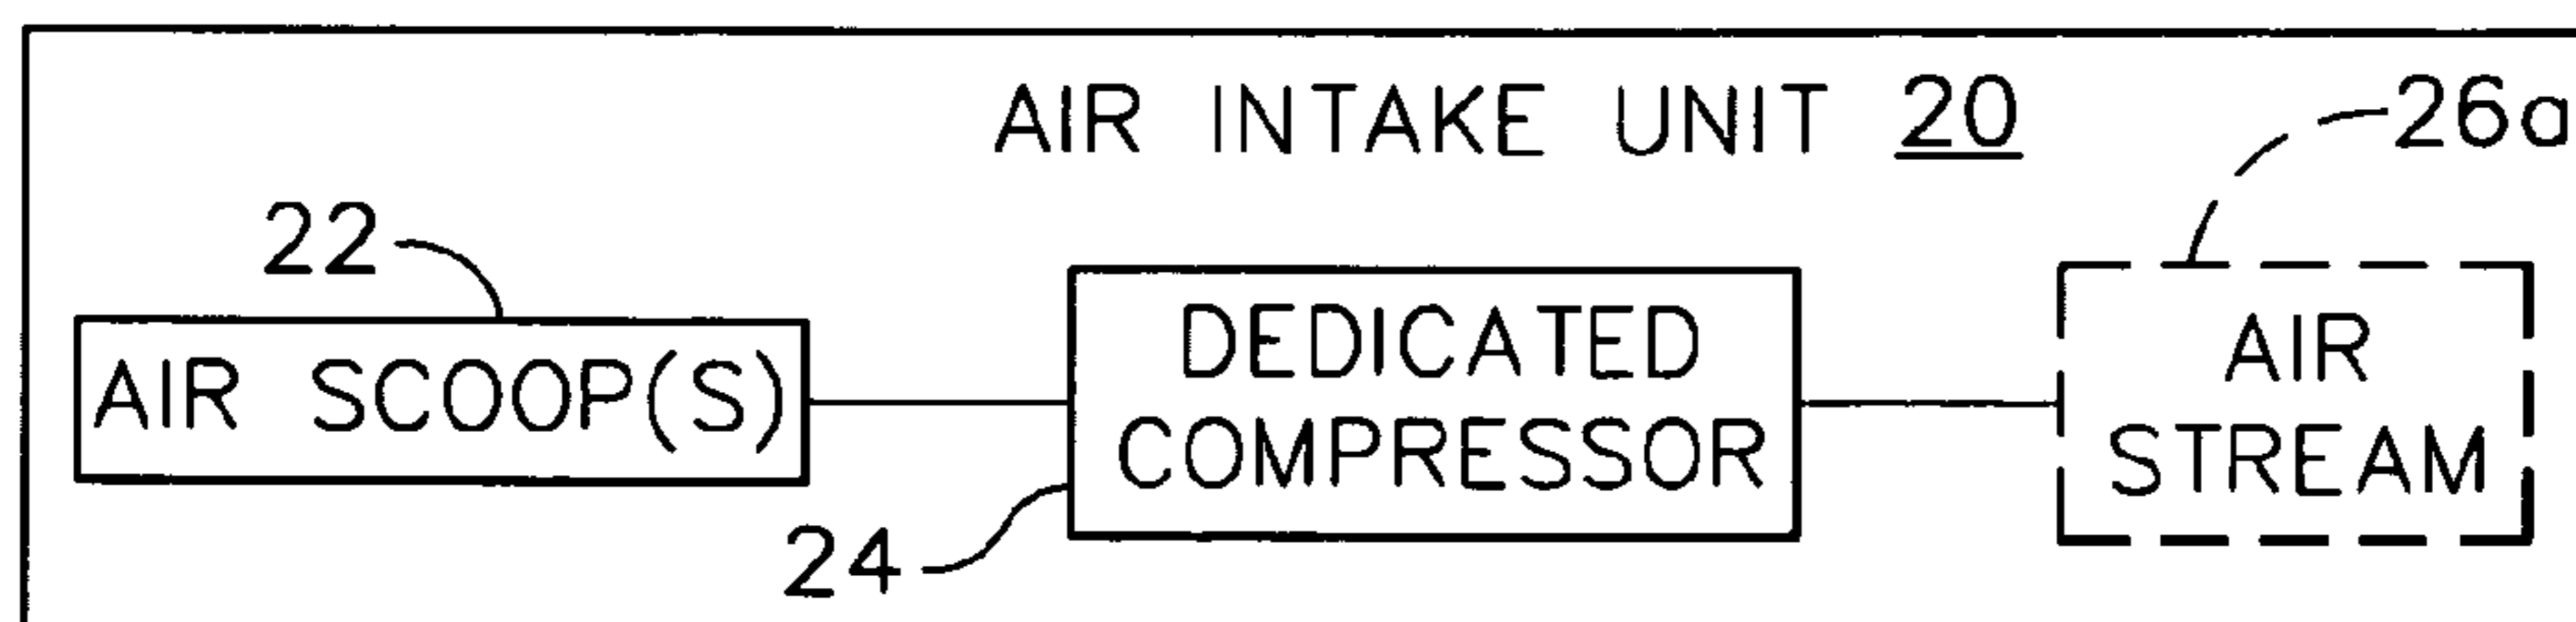 AIR INTAKE UNIT 20
26a
22
AIR SCOOP(S)
DEDICATED
COMPRESSOR
24
AIR
STREAM